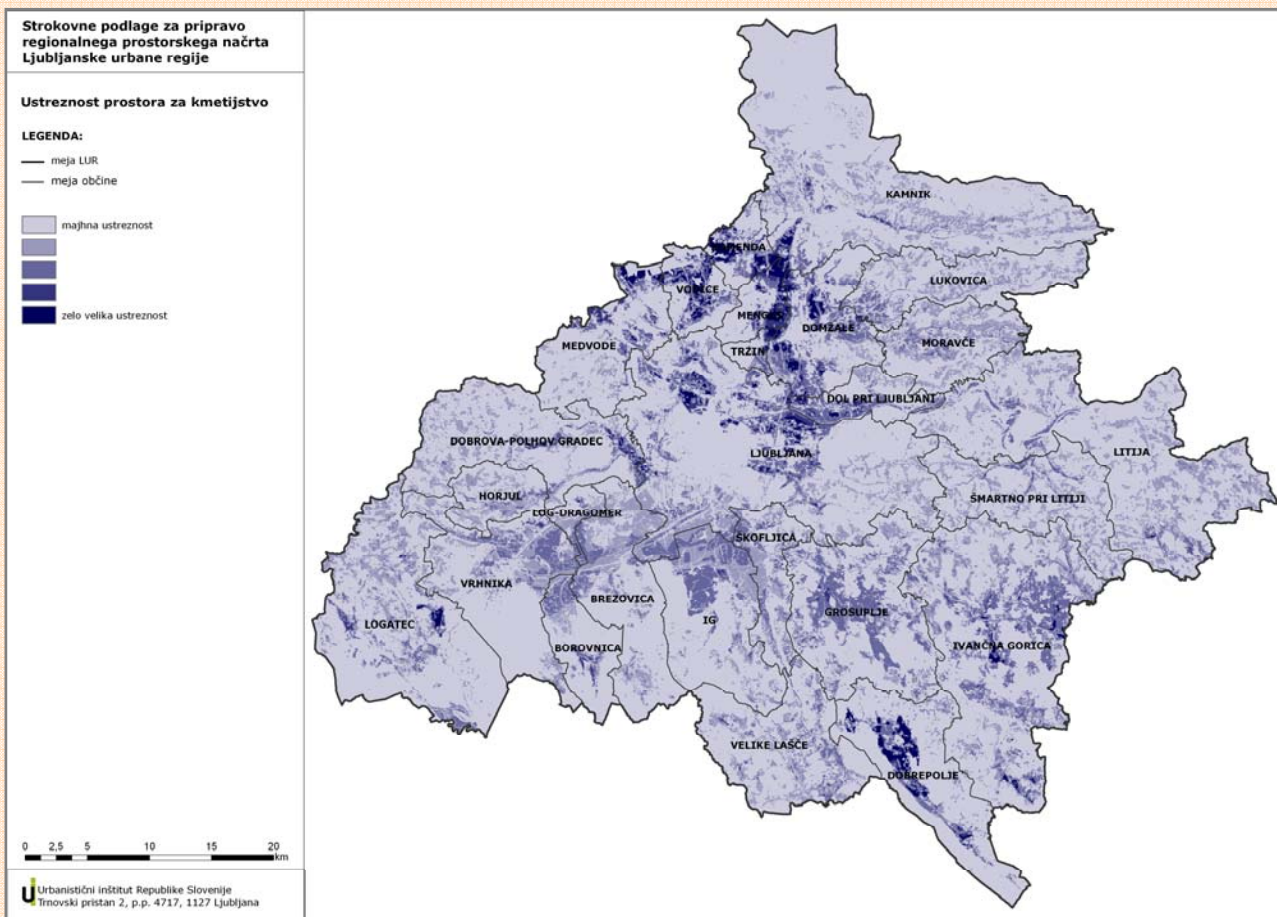 Strokovne podlage za pripravo
regionalnega prostorskega načrta
Ljubljanske urbane regije
Ustreznost prostora za kmetijstvo
LEGENDA:
meja LUR
meja občine
majhna ustreznost
zelo velika ustreznost
KAMNIK
KOMENDA
LUKOVICA
VODICE
MENGEŠ
DOMŽALE
MEDVODE
TRZIN
MORAVČE
DOL PRI LJUBLJANI
DOBROVA-POLHOV GRADEC
LJUBLJANA
LITIJA
HORJUL
ŠMARTNO PRI LITIJI
LOG-DRAGOMER
ŠKOFLJICA
VRHNIKA
BREZOVICA
GROSUPLJE
LOGATEC
IG
BOROVNICA
IVANČNA GORICA
VELIKE LAŠČE
DOBREPOLJE
0 2,5 5 10 15 20
km
Urbanistični inštitut Republike Slovenije
Trnovski pristan 2, p.p. 4717, 1127 Ljubljana